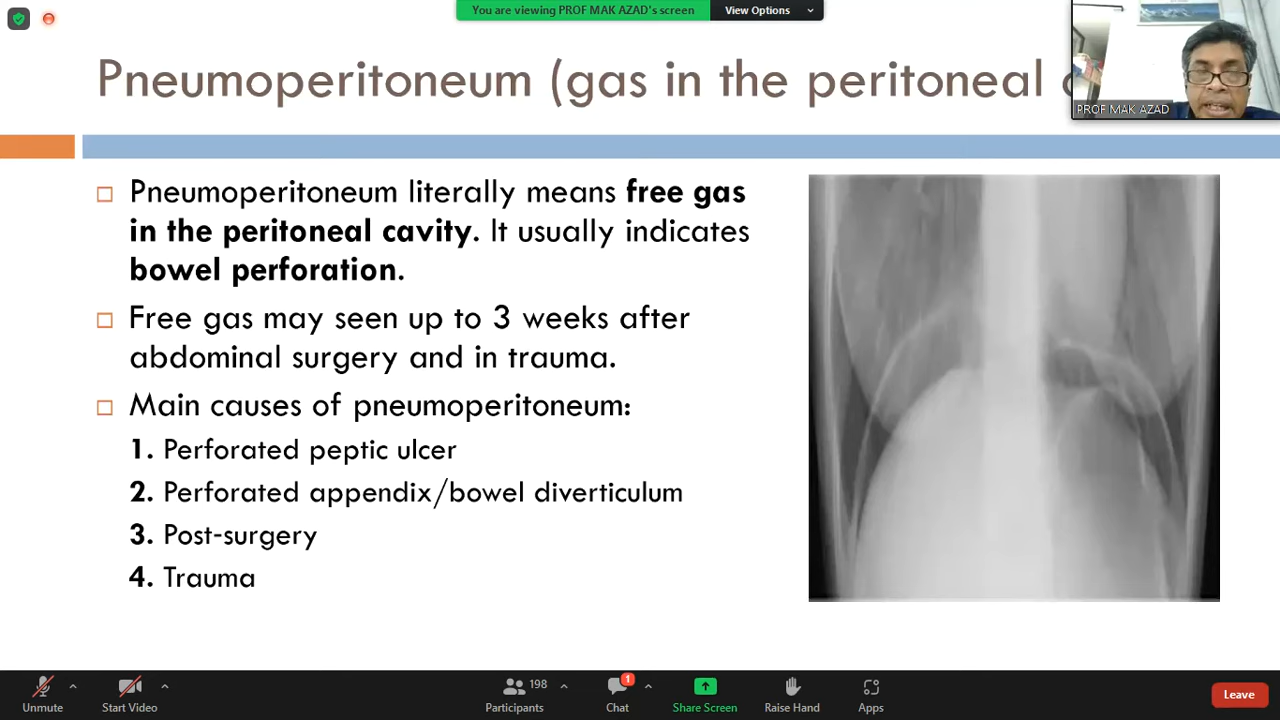 You are viewing PROF MAK AZAD's screen
View Options
Pneumoperitoneum (gas in the peritoneal
PROF MAK AZAD
Pneumoperitoneum literally means free gas
in the peritoneal cavity. It usually indicates
bowel perforation.
Free gas may seen up to 3 weeks after
abdominal surgery and in trauma.
Main causes of pneumoperitoneum:
1. Perforated peptic ulcer
2. Perforated appendix/bowel diverticulum
3. Post-surgery
4. Trauma
Unmute
Start Video
198
Participants
1
Chat
Share Screen
Raise Hand
Apps
Leave